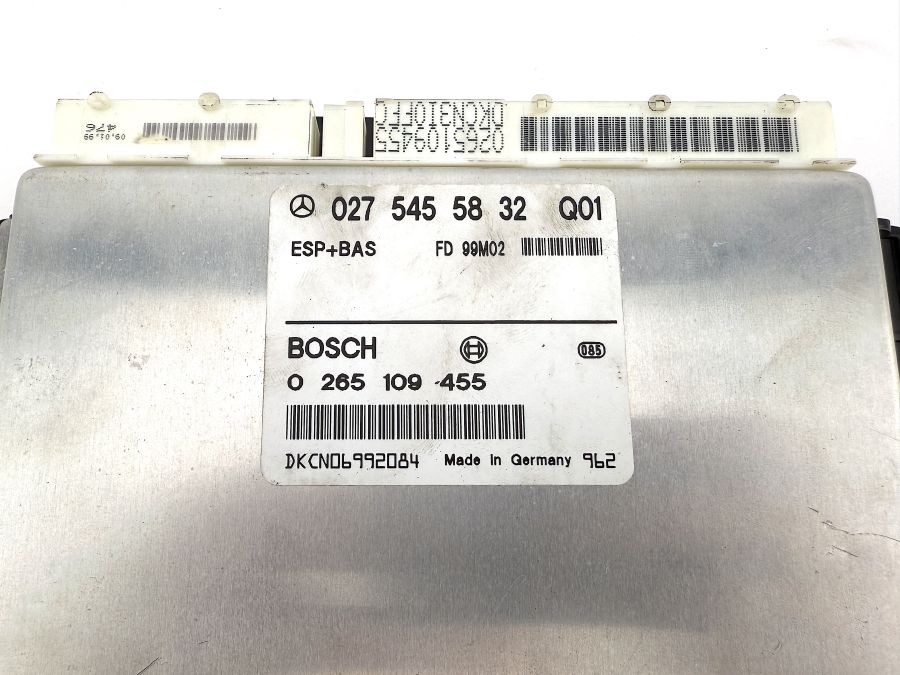 476
09.03.99
DKCN310FEC
0265109455
027 545 58 32 Q01
ESP+BAS FD 99M02
BOSCH 085
0 265 109 455
DKCN06992084 Made in Germany 962